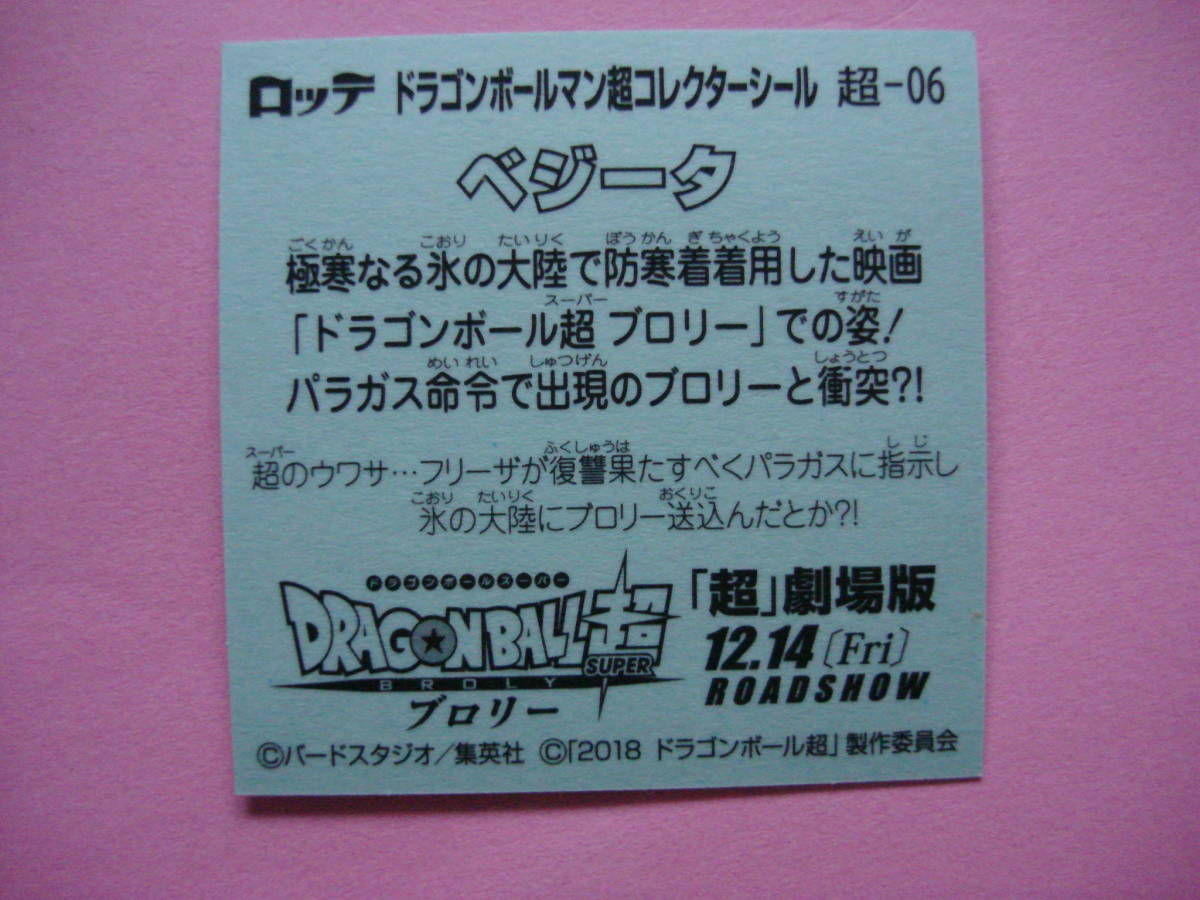 ロッテ ドラゴンボールマン超コレクターシール 超-06
ベジータ
ごくかん こおり たいりく ぼうかん ぎ ちゃくよう えい が
極寒なる氷の大陸で防寒着着用した映画
スーパー すがた
「ドラゴンボール超 ブロリー」での姿!
めいれい しゅつげん しょうとつ
パラガス命令で出現のブロリーと衝突?!
スーパー ふくしゅうは しじ
超のウワサ…フリーザが復讐果たすべくパラガスに指示し
こおり たいりく おくりこ
氷の大陸にブロリー送込んだとか?!
ドラゴンボールスーパー
DRAGONBALL超
SUPER
BROLY
ブロリー
「超」劇場版
12.14〔Fri〕
ROADSHOW
©バードスタジオ/集英社 ©「2018 ドラゴンボール超」製作委員会